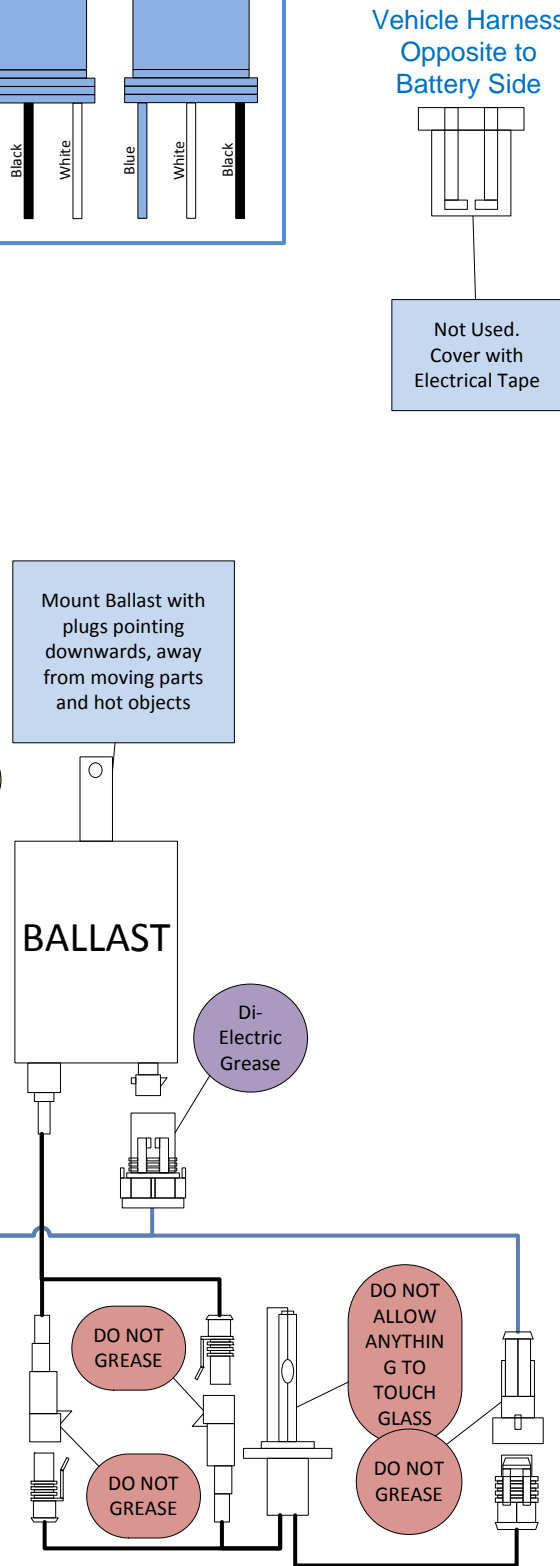 Vehicle Harness
Opposite to
Battery Side
Black
White
Blue
White
Black
Not Used.
Cover with
Electrical Tape
Mount Ballast with
plugs pointing
downwards, away
from moving parts
and hot objects
BALLAST
Di-
Electric
Grease
DO NOT
GREASE
DO NOT
ALLOW
ANYTHIN
G TO
TOUCH
GLASS
DO NOT
GREASE
DO NOT
GREASE